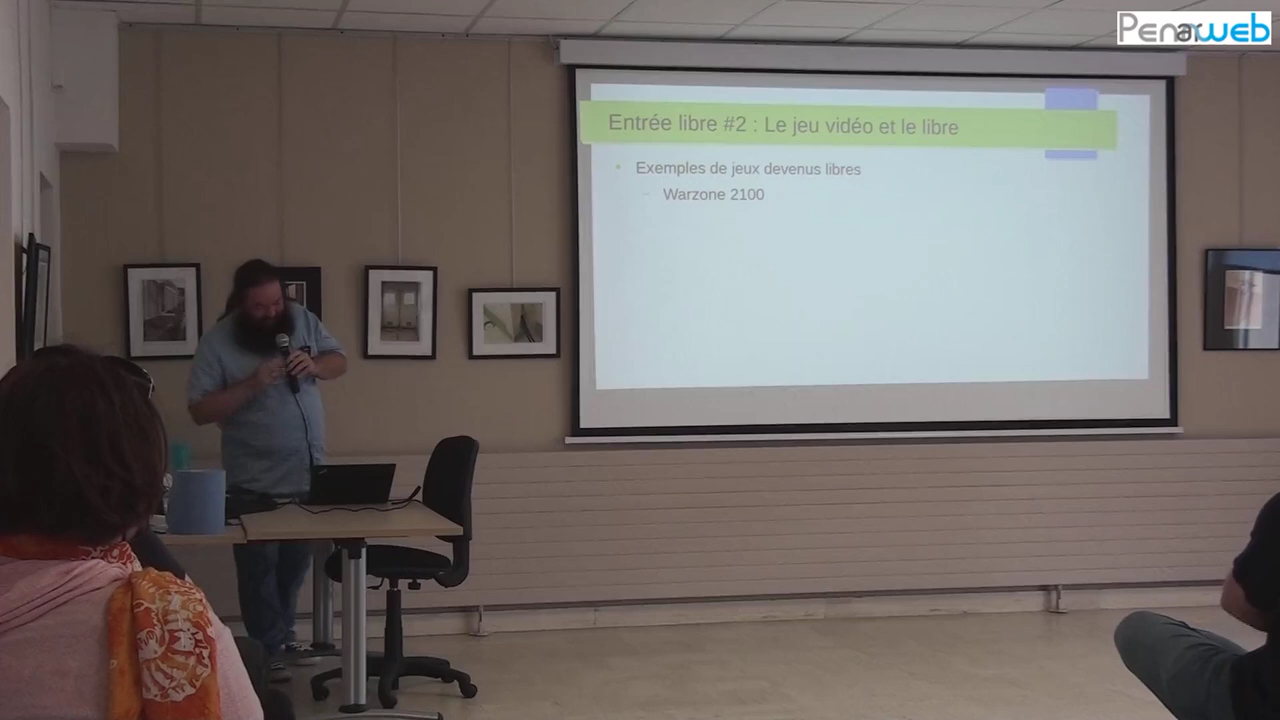 Penarweb
Entrée libre #2 : Le jeu vidéo et le libre
Exemples de jeux devenus libres
Warzone 2100